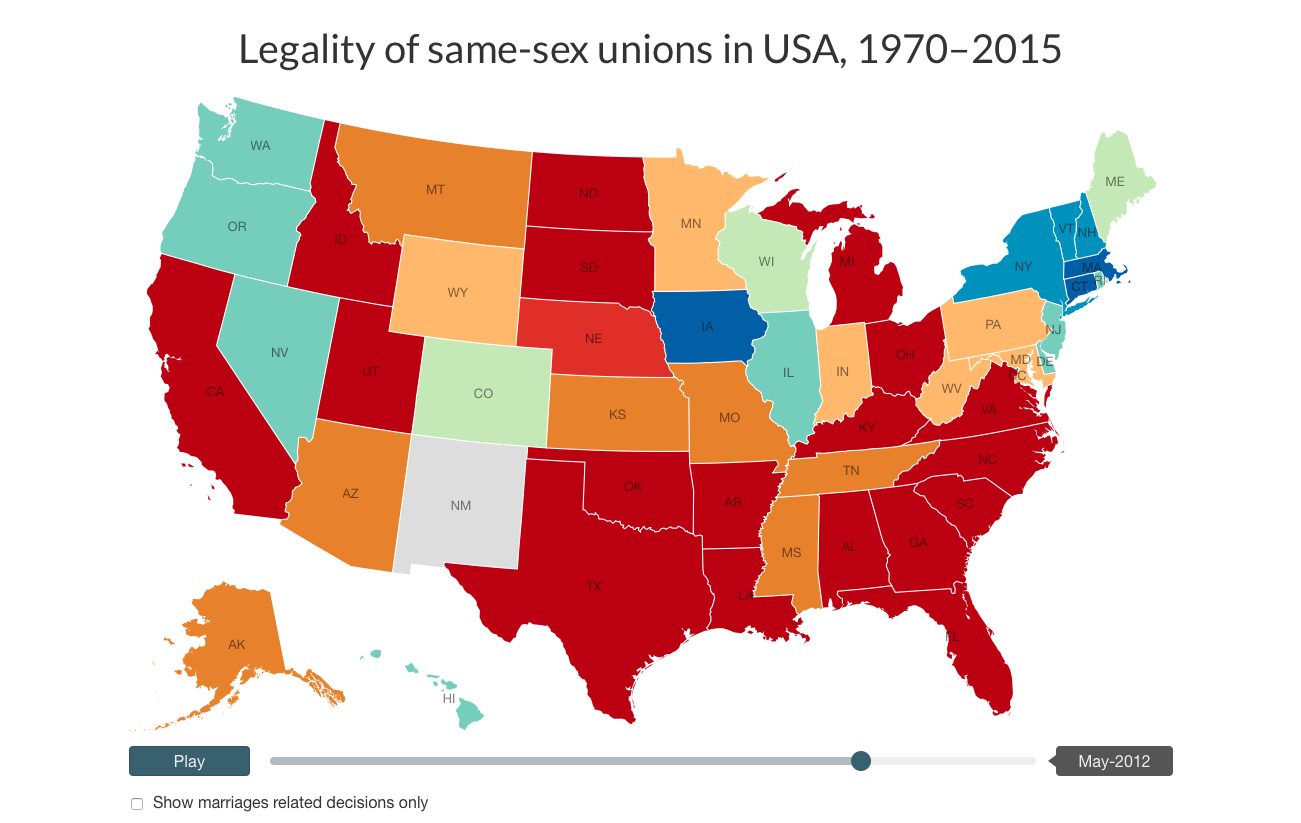 Legality of same-sex unions in USA, 1970–2015
WA
ME
MT
ND
MN
OR
VT
NH
ID
WI
MI
NY
MA
SD
RI
CT
WY
PA
IA
NJ
NE
NV
OH
MD
DE
UT
IL
IN
DC
CA
CO
WV
KS
MO
VA
KY
NC
TN
OK
AZ
NM
AR
SC
GA
AL
MS
TX
LA
FL
AK
HI
Play
May-2012
Show marriages related decisions only